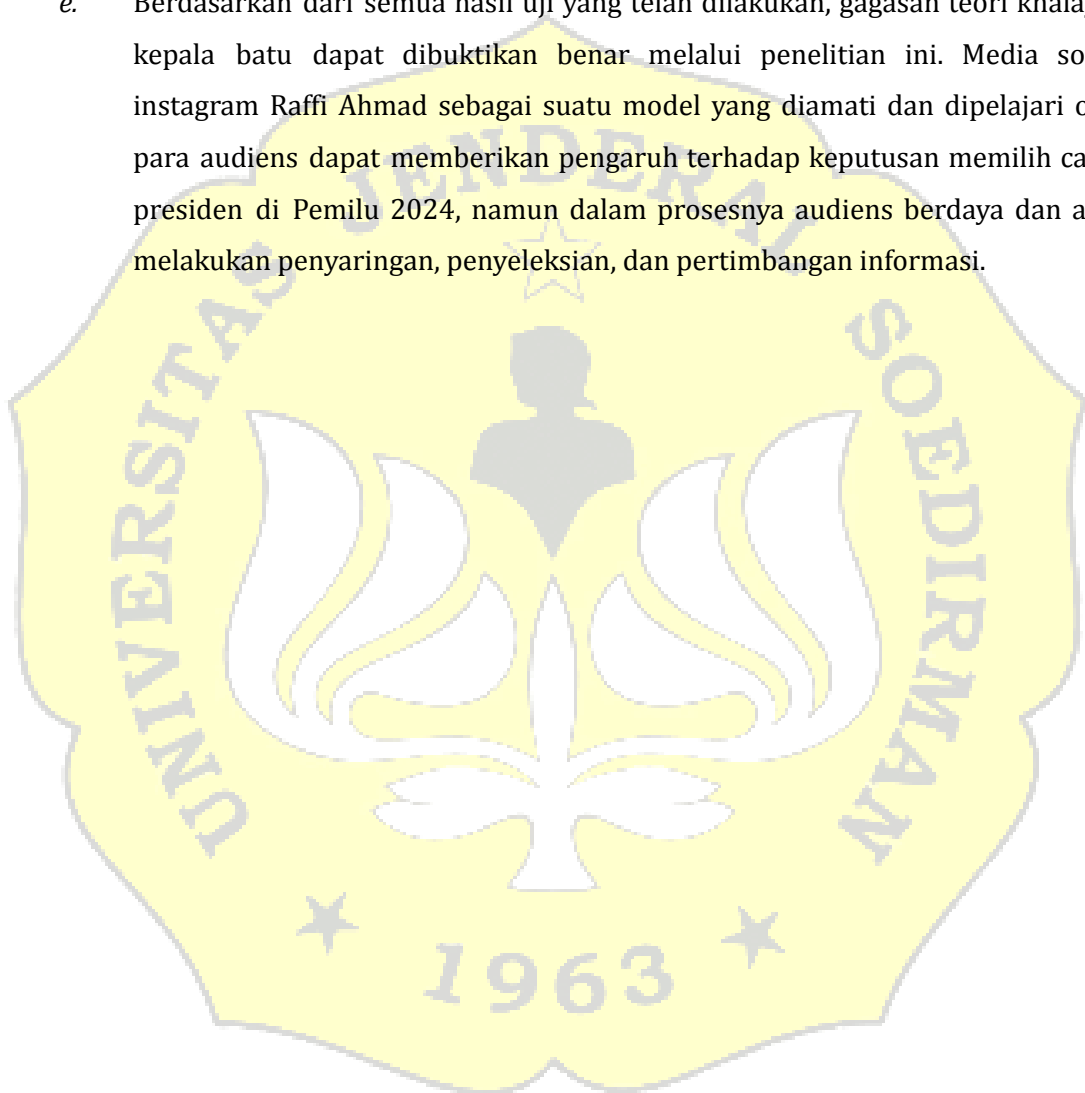 e. Berdasarkan dari semua hasil uji yang telah dilakukan, gagasan teori
kepala batu dapat dibuktikan benar melalui penelitian ini. Media
instagram Raffi Ahmad sebagai suatu model yang diamati dan dipelajari
para audiens dapat memberikan pengaruh terhadap keputusan memilih
presiden di Pemilu 2024, namun dalam prosesnya audiens berdaya dan
melakukan penyaringan, penyeleksian, dan pertimbangan informasi.
UNIVERSITAS JENDERAL SOEDIRMAN
1963